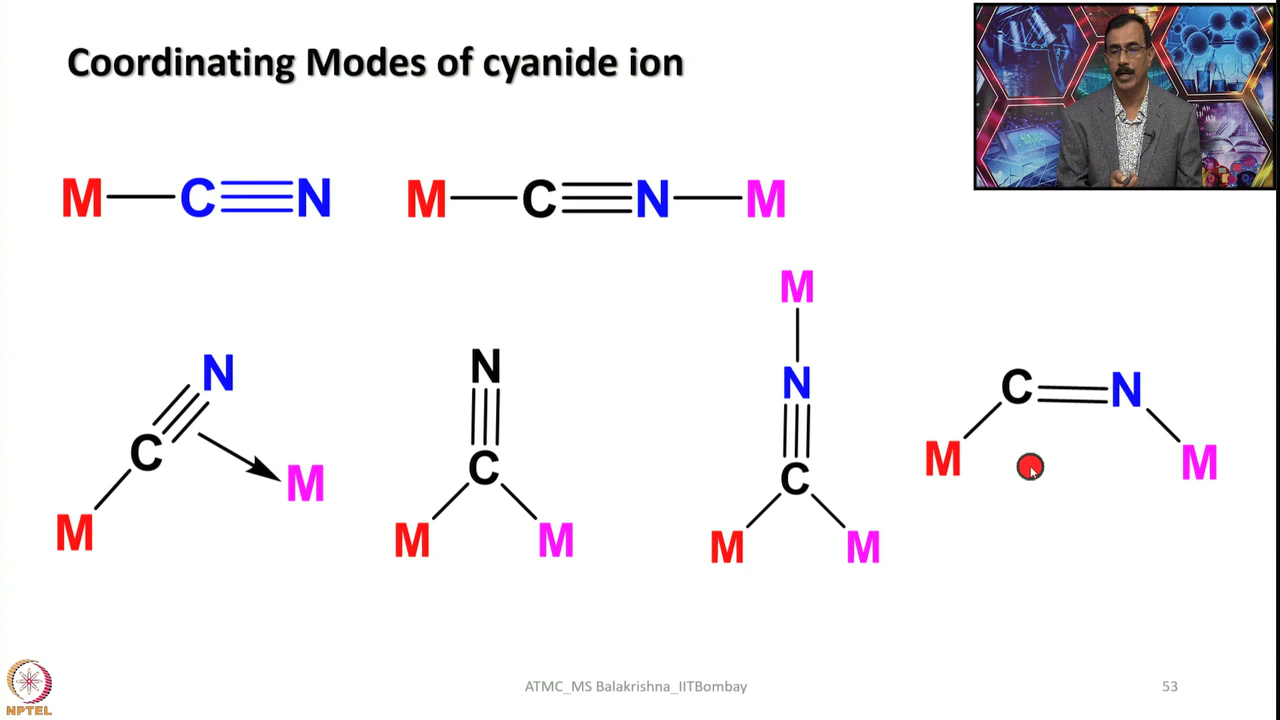 Coordinating Modes of cyanide ion
M—C≡N
M—C≡N—M
M
N
N
N
C
M
C
M
M
C
M
M
C=N
M
M
NPTEL
ATMC_MS Balakrishna_IITBombay
53